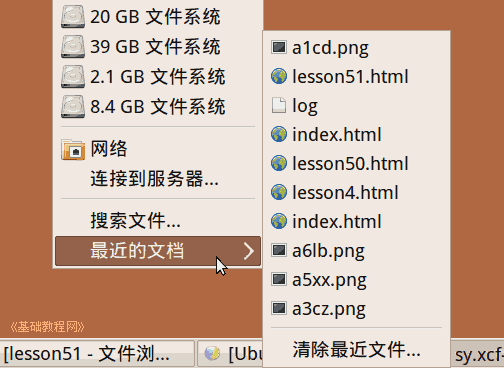 20 GB 文件系统
39 GB 文件系统
2.1 GB 文件系统
8.4 GB 文件系统
网络
连接到服务器...
搜索文件...
最近的文档
a1cd.png
lesson51.html
log
index.html
lesson50.html
lesson4.html
index.html
a6lb.png
a5xx.png
a3cz.png
清除最近文件...
《基础教程网》
[lesson51 - 文件浏...
[Ubu
sy.xcf-